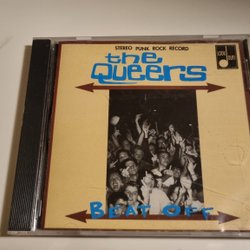 STEREO PUNK ROCK RECORD
the
Queers
BEAT OFF